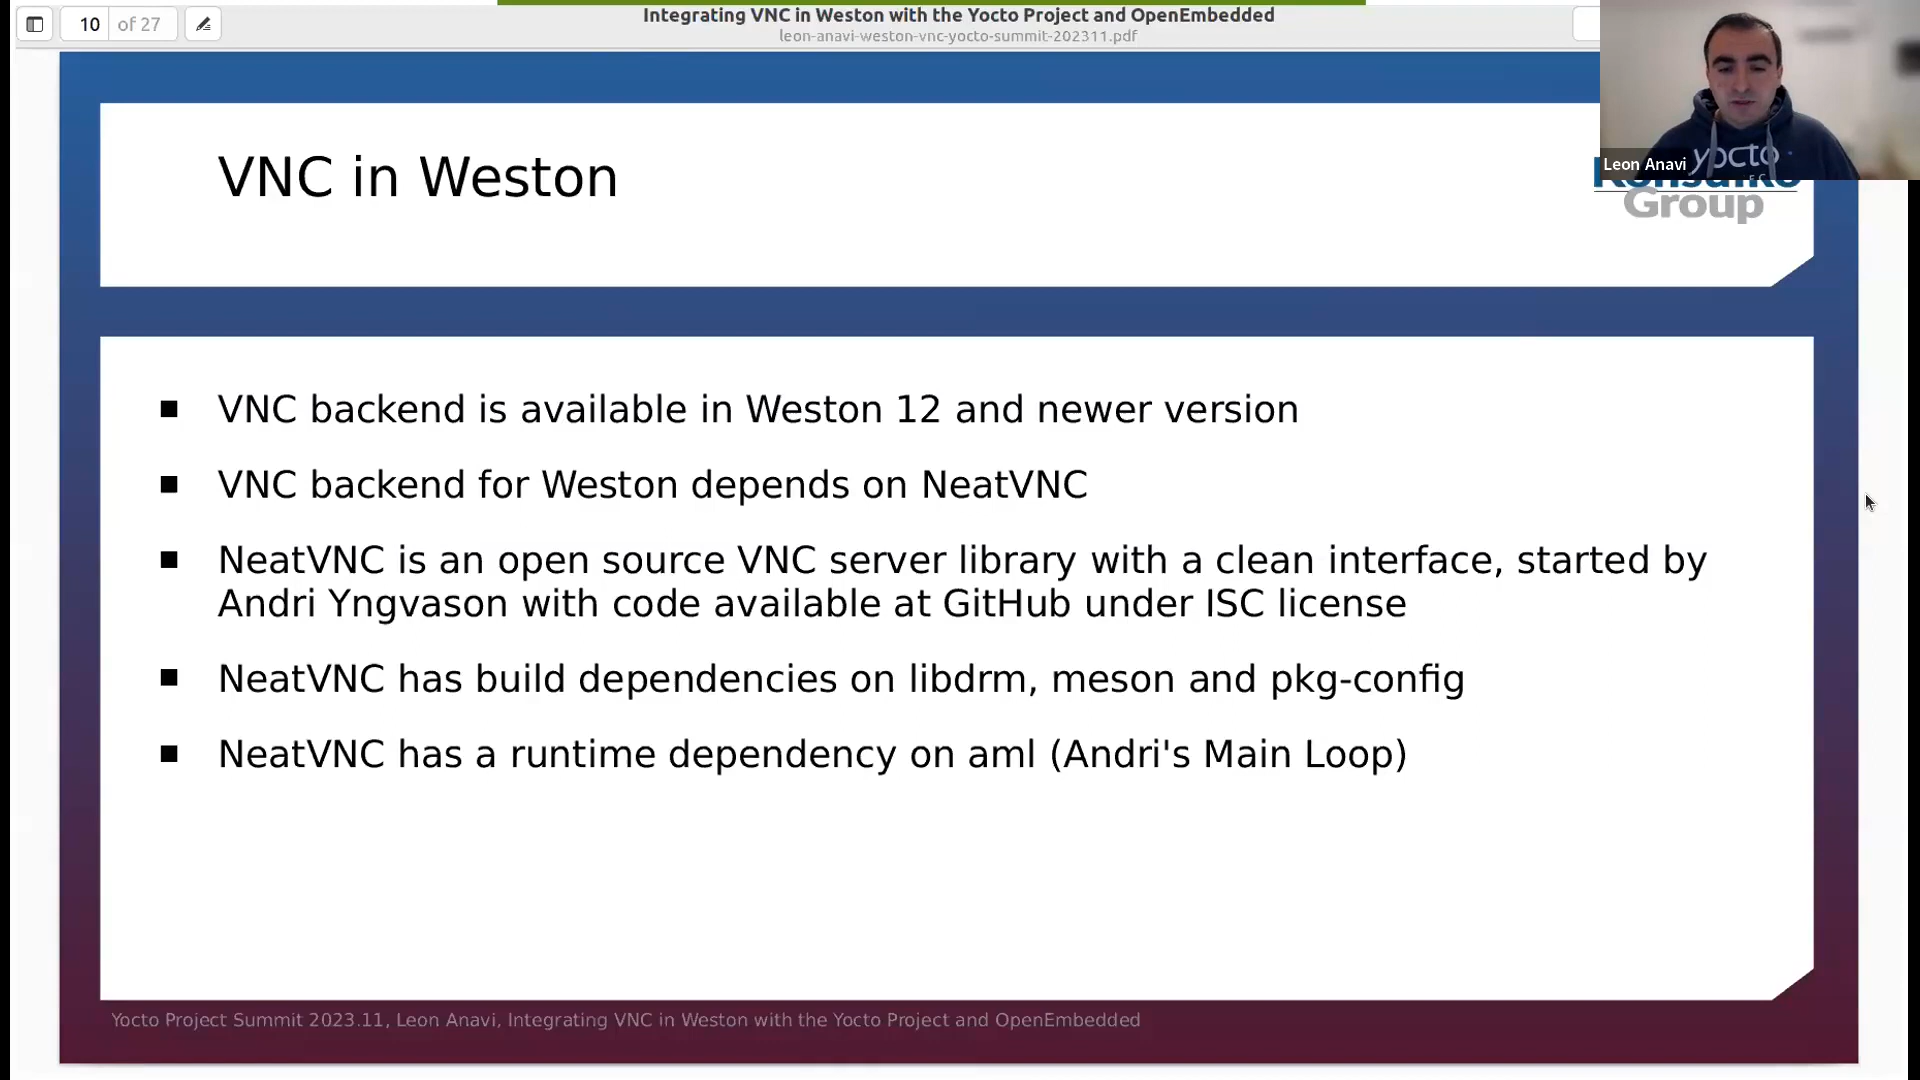 10 of 27
Integrating VNC in Weston with the Yocto Project and OpenEmbedded
leon-anavi-weston-vnc-yocto-summit-202311.pdf
yocto
Leon Anavi
Group
VNC in Weston
VNC backend is available in Weston 12 and newer version
VNC backend for Weston depends on NeatVNC
NeatVNC is an open source VNC server library with a clean interface, started by
Andri Yngvason with code available at GitHub under ISC license
NeatVNC has build dependencies on libdrm, meson and pkg-config
NeatVNC has a runtime dependency on aml (Andri's Main Loop)
Yocto Project Summit 2023.11, Leon Anavi, Integrating VNC in Weston with the Yocto Project and OpenEmbedded